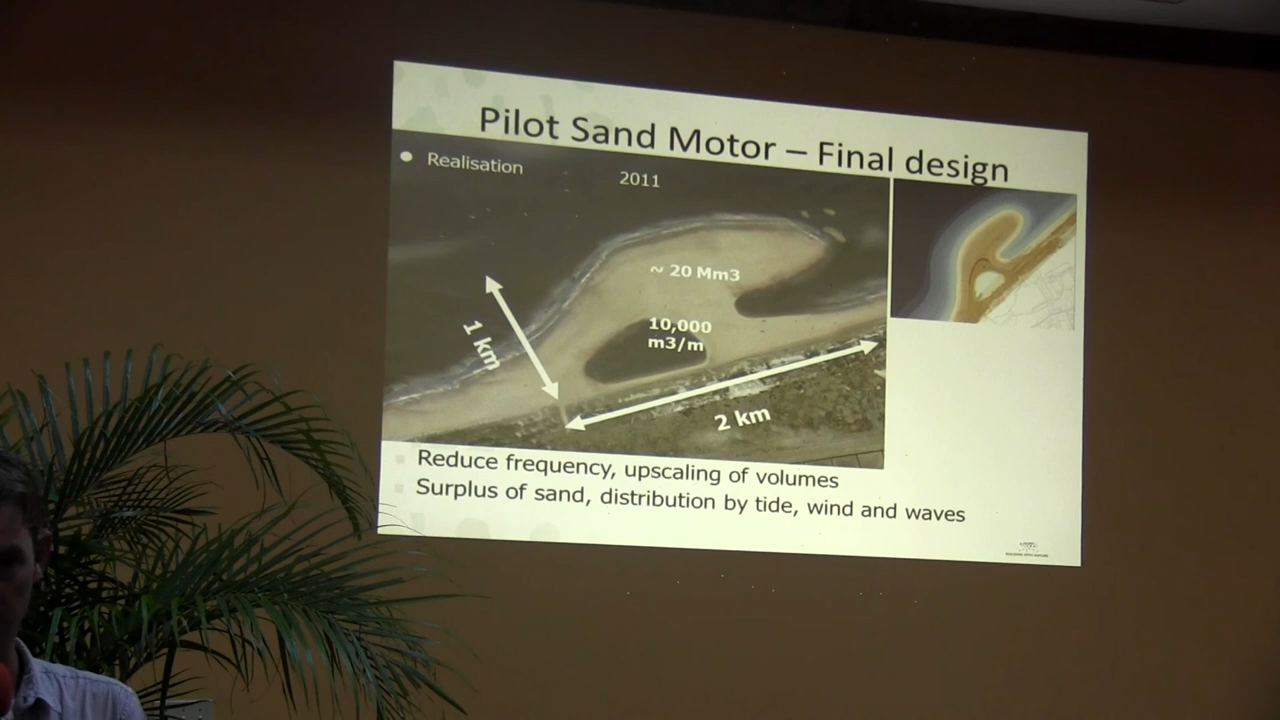 Pilot Sand Motor – Final design
Realisation
2011
~ 20 Mm3
10,000
m3/m
1 km
2 km
Reduce frequency, upscaling of volumes
Surplus of sand, distribution by tide, wind and waves